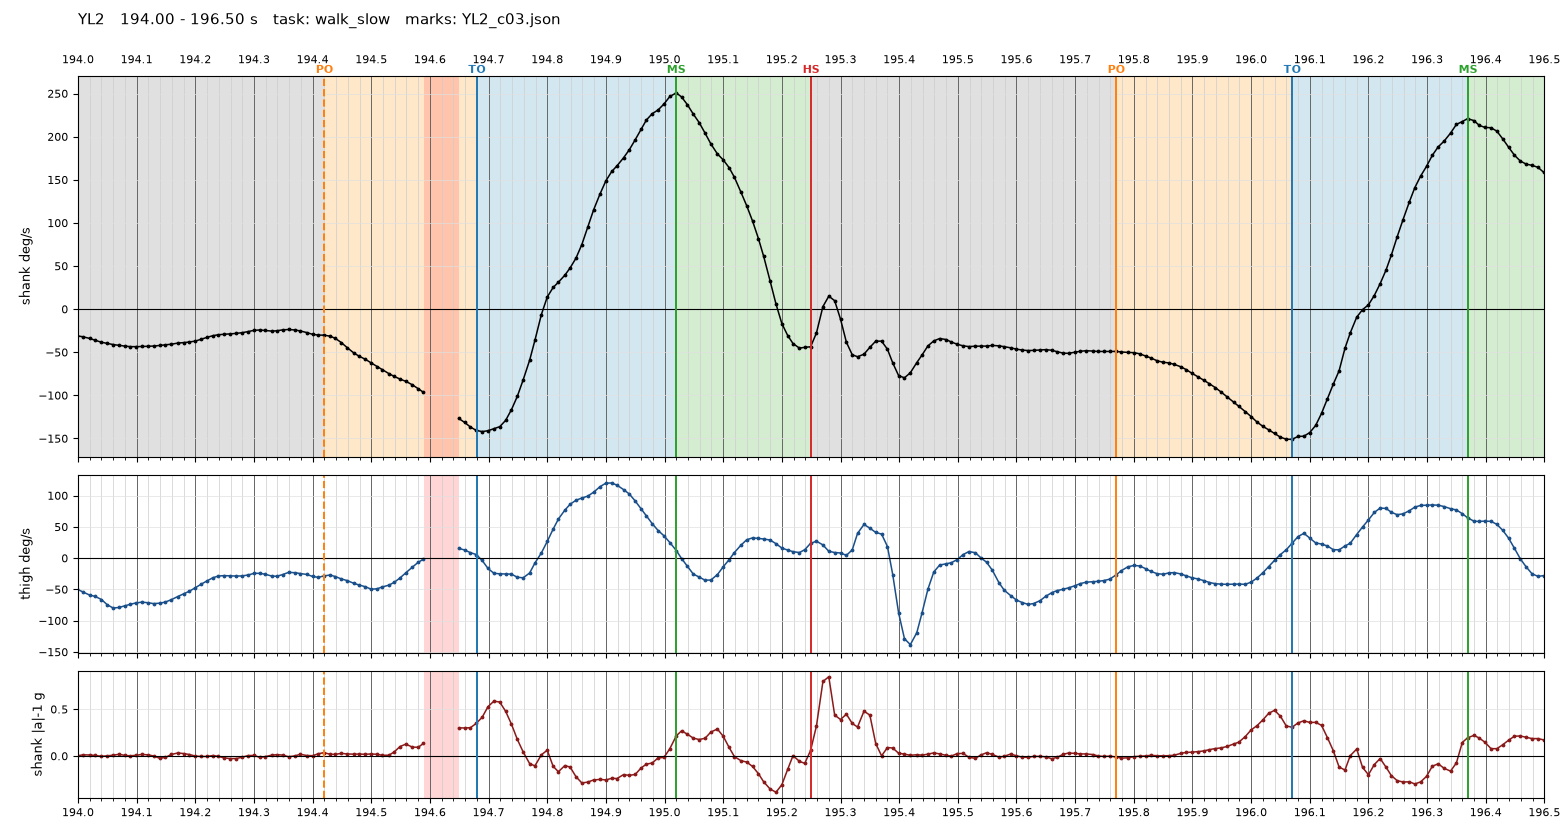 YL2   194.00 - 196.50 s   task: walk_slow   marks: YL2_c03.json
194.0 194.1 194.2 194.3 194.4 194.5 194.6 194.7 194.8 194.9 195.0 195.1 195.2 195.3 195.4 195.5 195.6 195.7 195.8 195.9 196.0 196.1 196.2 196.3 196.4 196.5
PO TO MS HS PO TO MS
shank deg/s
250
200
150
100
50
0
−50
−100
−150
thigh deg/s
100
50
0
−50
−100
−150
shank |a|-1 g
0.5
0.0
194.0 194.1 194.2 194.3 194.4 194.5 194.6 194.7 194.8 194.9 195.0 195.1 195.2 195.3 195.4 195.5 195.6 195.7 195.8 195.9 196.0 196.1 196.2 196.3 196.4 196.5